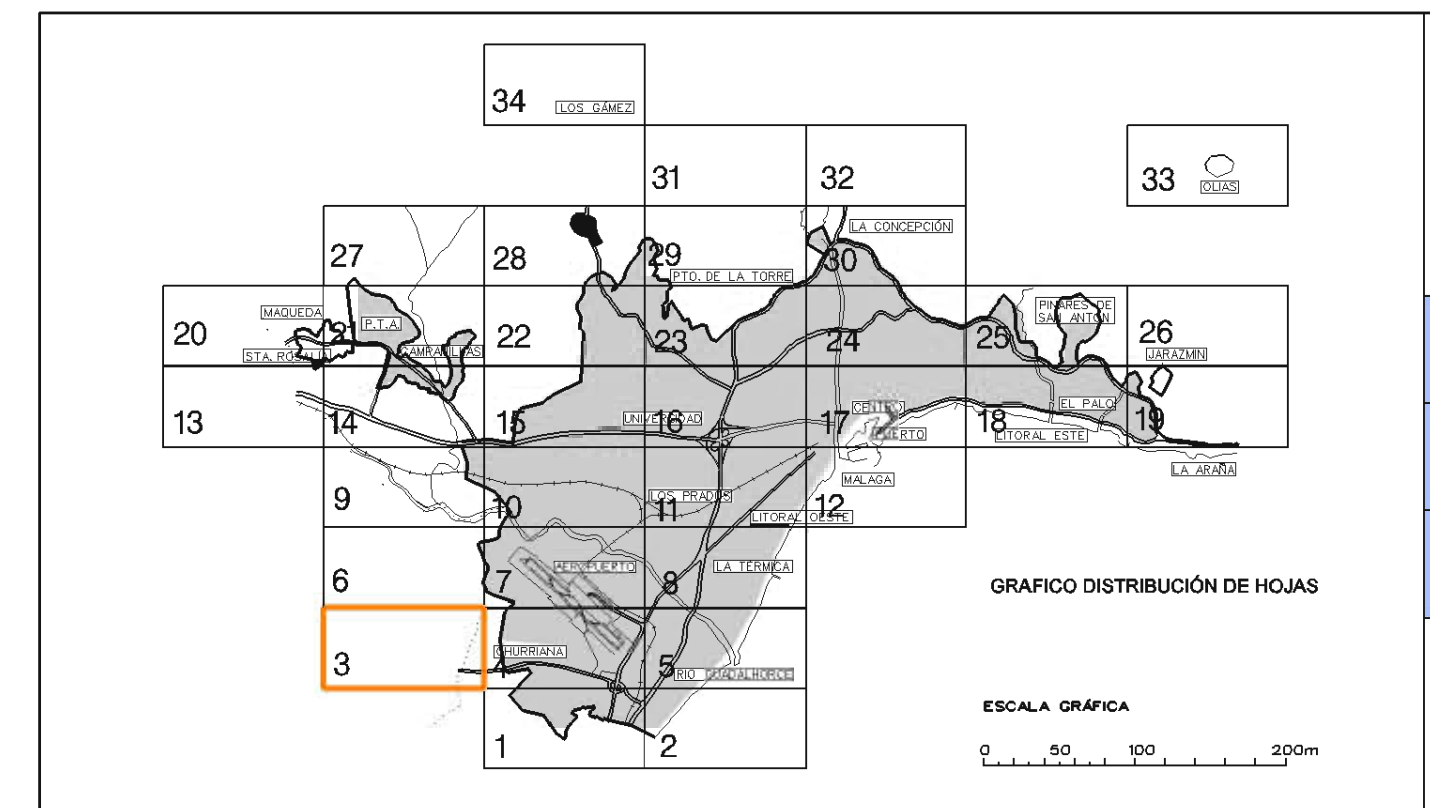 34 LOS GÁMEZ
31 32 33
OLIAS
LA CONCEPCIÓN
27 28 29 30
PTO. DE LA TORRE
MAQUEDA
P.T.A.
PINARES DE
SAN ANTÓN
20 21 22 23 24 25 26
STA. ROSALÍA
CAMPANILLAS
JARAZMIN
EL PALO
CENTRO
13 14 15 UNIVERSIDAD 16 17 18 19
PUERTO
LITORAL ESTE
LA ARAÑA
MALAGA
9 10 LOS PRADOS 11 12
LITORAL OESTE
AEROPUERTO
LA TÉRMICA
6 7 8
GRAFICO DISTRIBUCIÓN DE HOJAS
CHURRIANA
3 4 5 RIO GUADALHORCE
ESCALA GRÁFICA
0 50 100 200m
1 2